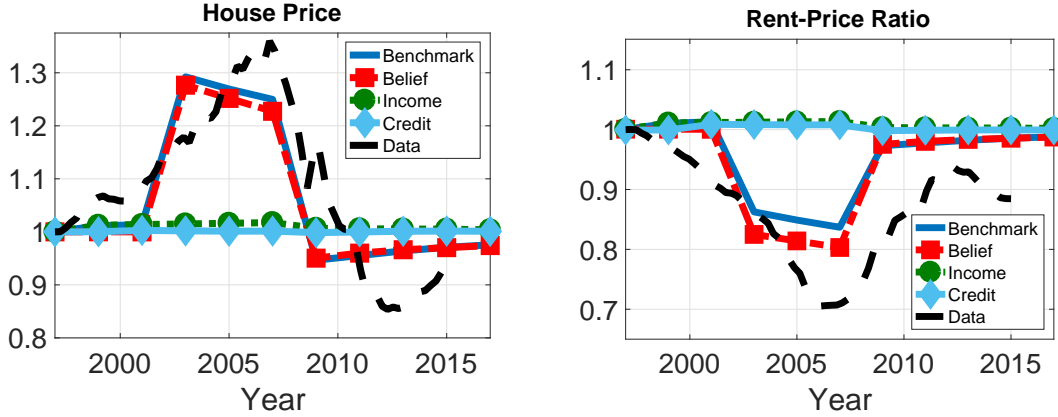 House Price
1.3
1.2
1.1
1
0.9
0.8
2000 2005 2010 2015
Year
Benchmark
Belief
Income
Credit
Data
Rent-Price Ratio
1.1
1
0.9
0.8
0.7
2000 2005 2010 2015
Year
Benchmark
Belief
Income
Credit
Data